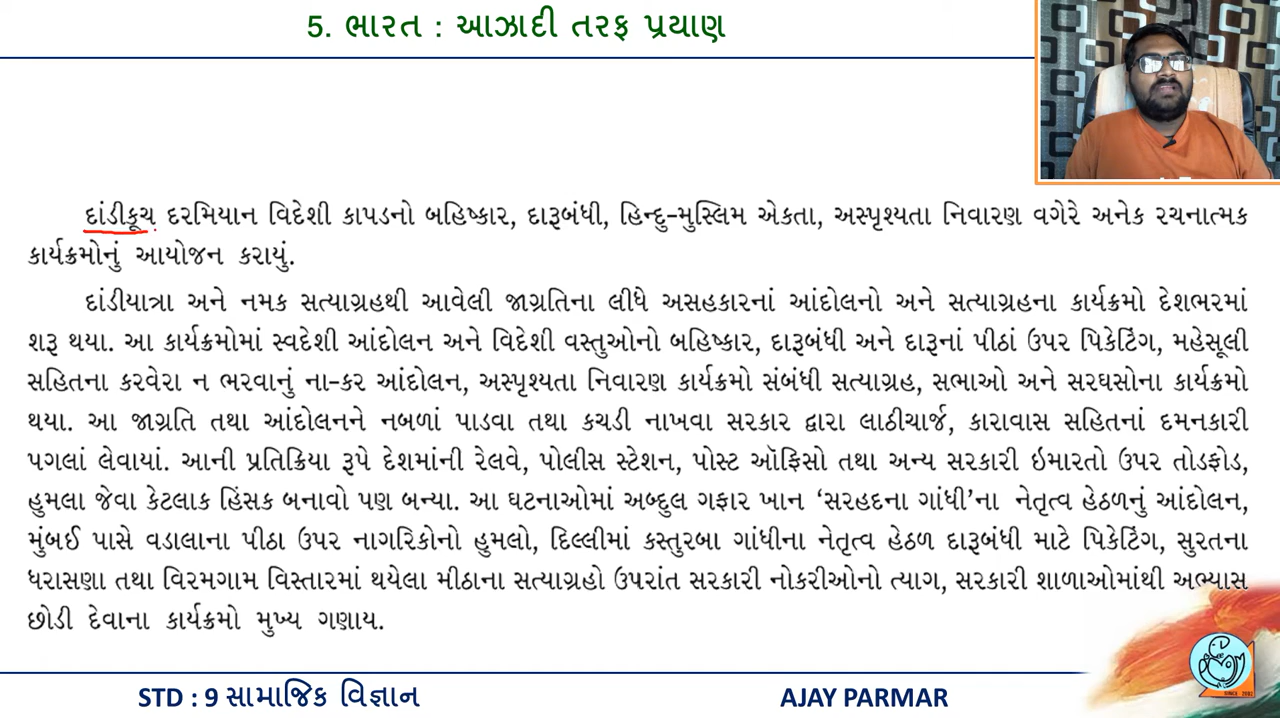 5. ભારત : આઝાદી તરફ પ્રયાણ
દાંડીકૂચ દરમિયાન વિદેશી કાપડનો બહિષ્કાર, દારૂબંધી, હિન્દુ-મુસ્લિમ એકતા, અસ્પૃશ્યતા નિવારણ વગેરે અનેક રચનાત્મક
કાર્યક્રમોનું આયોજન કરાયું.
દાંડીયાત્રા અને નમક સત્યાગ્રહથી આવેલી જાગ્રતિના લીધે અસહકારનાં આંદોલનો અને સત્યાગ્રહના કાર્યક્રમો દેશભરમાં
શરૂ થયા. આ કાર્યક્રમોમાં સ્વદેશી આંદોલન અને વિદેશી વસ્તુઓનો બહિષ્કાર, દારૂબંધી અને દારૂનાં પીઠાં ઉપર પિકેટિંગ, મહેસૂલી
સહિતના કરવેરા ન ભરવાનું ના-કર આંદોલન, અસ્પૃશ્યતા નિવારણ કાર્યક્રમો સંબંધી સત્યાગ્રહ, સભાઓ અને સરઘસોના કાર્યક્રમો
થયા. આ જાગ્રતિ તથા આંદોલનને નબળાં પાડવા તથા કચડી નાખવા સરકાર દ્વારા લાઠીચાર્જ, કારાવાસ સહિતનાં દમનકારી
પગલાં લેવાયાં. આની પ્રતિક્રિયા રૂપે દેશમાંની રેલવે, પોલીસ સ્ટેશન, પોસ્ટ ઑફિસો તથા અન્ય સરકારી ઇમારતો ઉપર તોડફોડ,
હુમલા જેવા કેટલાક હિંસક બનાવો પણ બન્યા. આ ઘટનાઓમાં અબ્દુલ ગફાર ખાન ‘સરહદના ગાંધી’ના નેતૃત્વ હેઠળનું આંદોલન,
મુંબઈ પાસે વડાલાના પીઠા ઉપર નાગરિકોનો હુમલો, દિલ્લીમાં કસ્તુરબા ગાંધીના નેતૃત્વ હેઠળ દારૂબંધી માટે પિકેટિંગ, સુરતના
ધરાસણા તથા વિરમગામ વિસ્તારમાં થયેલા મીઠાના સત્યાગ્રહો ઉપરાંત સરકારી નોકરીઓનો ત્યાગ, સરકારી શાળાઓમાંથી અભ્યાસ
છોડી દેવાના કાર્યક્રમો મુખ્ય ગણાય.
STD : 9 સામાજિક વિજ્ઞાન
AJAY PARMAR